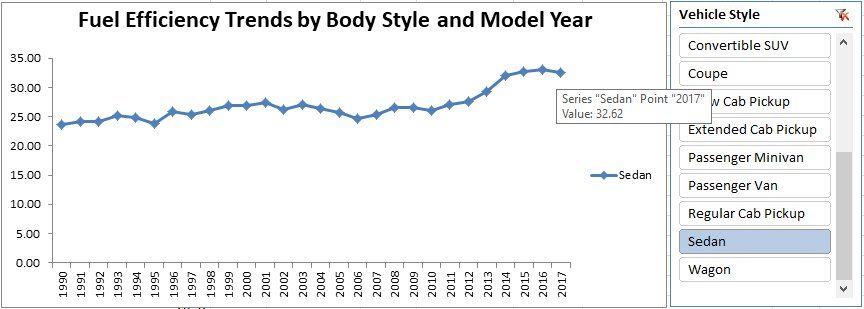 Fuel Efficiency Trends by Body Style and Model Year
35.00
30.00
25.00
20.00
15.00
10.00
5.00
0.00
1990
1991
1992
1993
1994
1995
1996
1997
1998
1999
2000
2001
2002
2003
2004
2005
2006
2007
2008
2009
2010
2011
2012
2013
2014
2015
2016
2017
Sedan
Series "Sedan" Point "2017"
Value: 32.62
Vehicle Style
Convertible SUV
Coupe
Cab Pickup
Extended Cab Pickup
Passenger Minivan
Passenger Van
Regular Cab Pickup
Sedan
Wagon